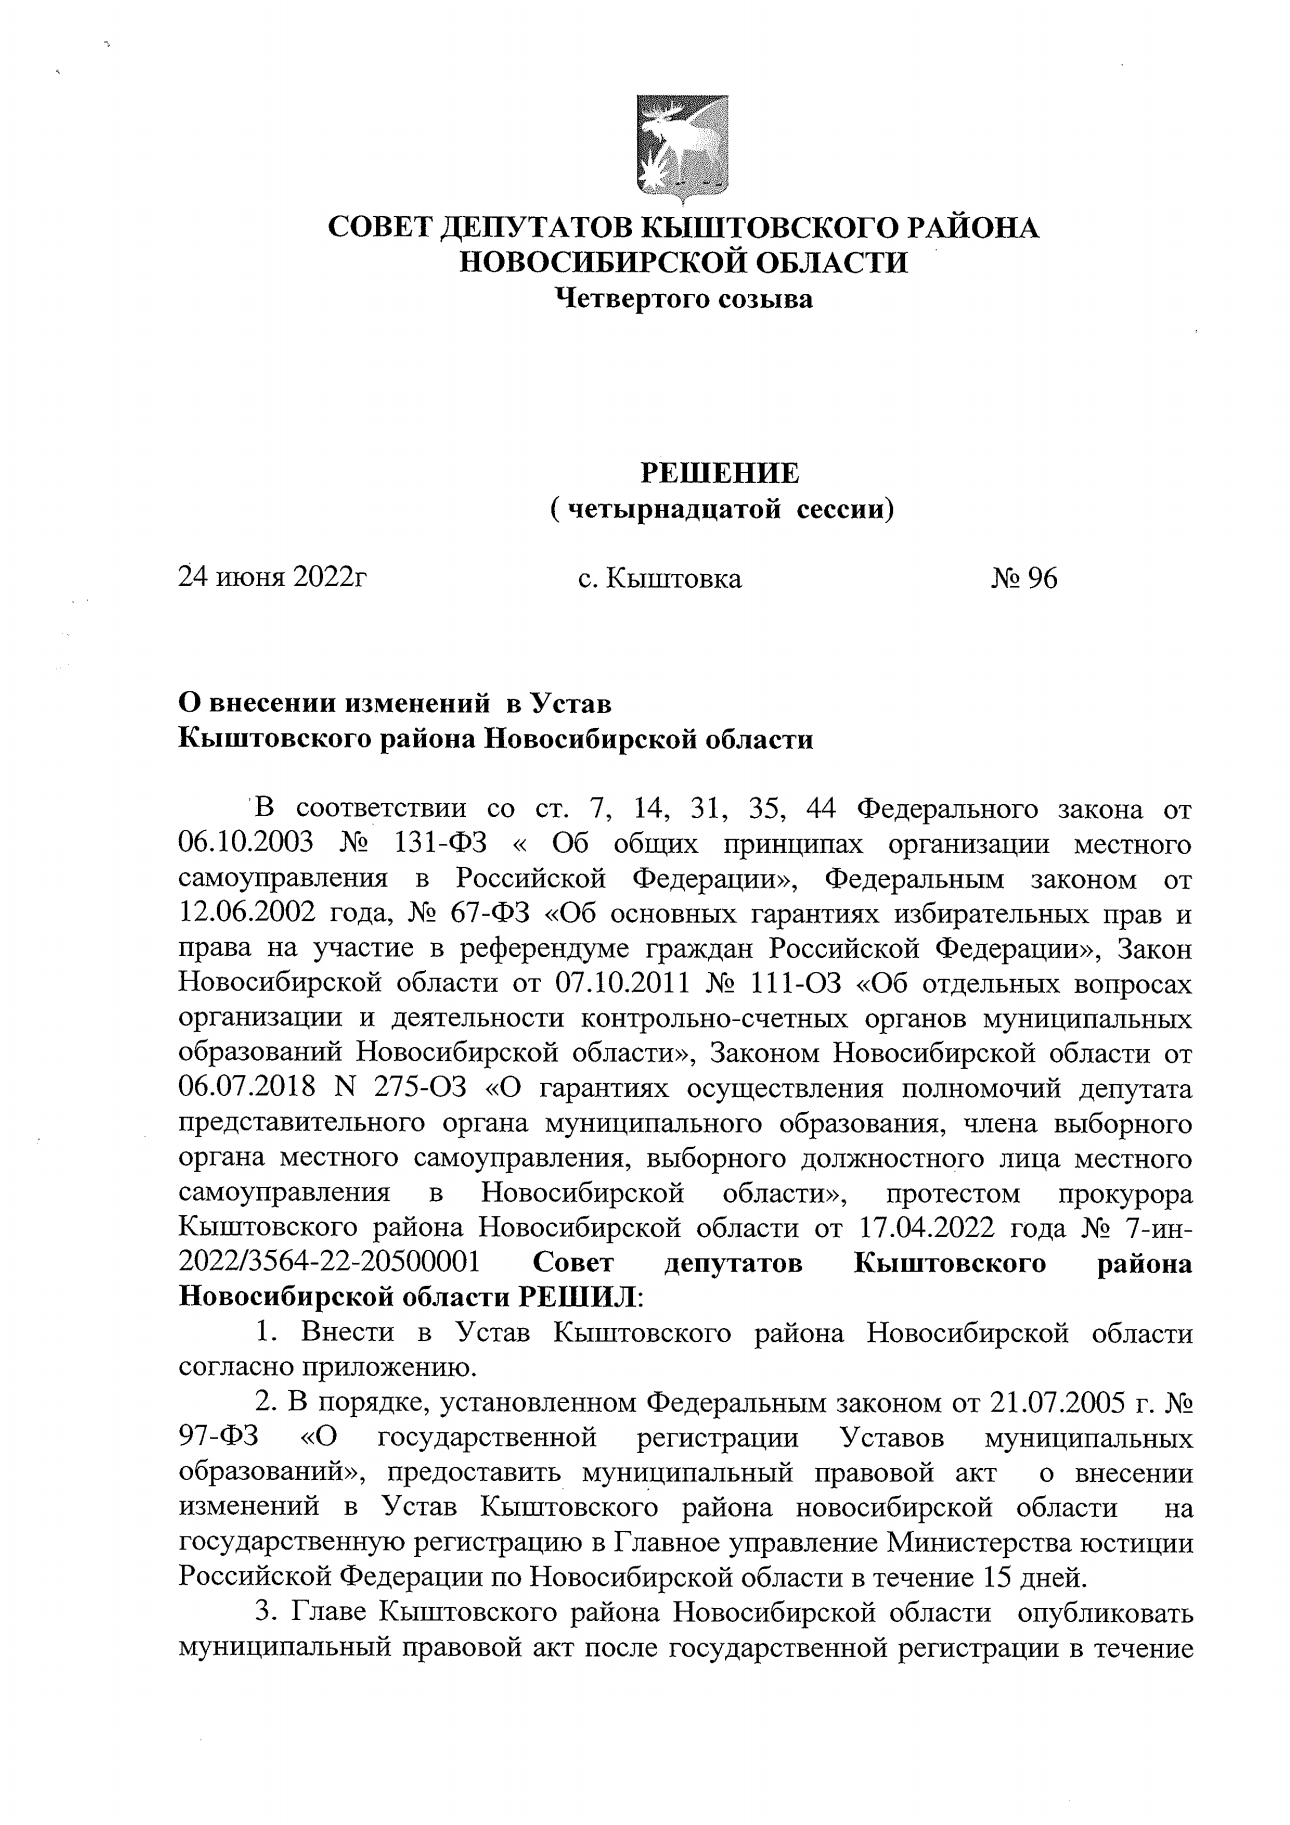 СОВЕТ ДЕПУТАТОВ КЫШТОВСКОГО РАЙОНА
НОВОСИБИРСКОЙ ОБЛАСТИ
Четвертого созыва
РЕШЕНИЕ
( четырнадцатой сессии)
24 июня 2022г с. Кыштовка № 96
О внесении изменений в Устав
Кыштовского района Новосибирской области
В соответствии со ст. 7, 14, 31, 35, 44 Федерального закона от
06.10.2003 № 131-ФЗ « Об общих принципах организации местного
самоуправления в Российской Федерации», Федеральным законом от
12.06.2002 года, № 67-ФЗ «Об основных гарантиях избирательных прав и
права на участие в референдуме граждан Российской Федерации», Закон
Новосибирской области от 07.10.2011 № 111-ОЗ «Об отдельных вопросах
организации и деятельности контрольно-счетных органов муниципальных
образований Новосибирской области», Законом Новосибирской области от
06.07.2018 N 275-ОЗ «О гарантиях осуществления полномочий депутата
представительного органа муниципального образования, члена выборного
органа местного самоуправления, выборного должностного лица местного
самоуправления в Новосибирской области», протестом прокурора
Кыштовского района Новосибирской области от 17.04.2022 года № 7-ин-
2022/3564-22-20500001 Совет депутатов Кыштовского района
Новосибирской области РЕШИЛ:
1. Внести в Устав Кыштовского района Новосибирской области
согласно приложению.
2. В порядке, установленном Федеральным законом от 21.07.2005 г. №
97-ФЗ «О государственной регистрации Уставов муниципальных
образований», предоставить муниципальный правовой акт о внесении
изменений в Устав Кыштовского района новосибирской области на
государственную регистрацию в Главное управление Министерства юстиции
Российской Федерации по Новосибирской области в течение 15 дней.
3. Главе Кыштовского района Новосибирской области опубликовать
муниципальный правовой акт после государственной регистрации в течение